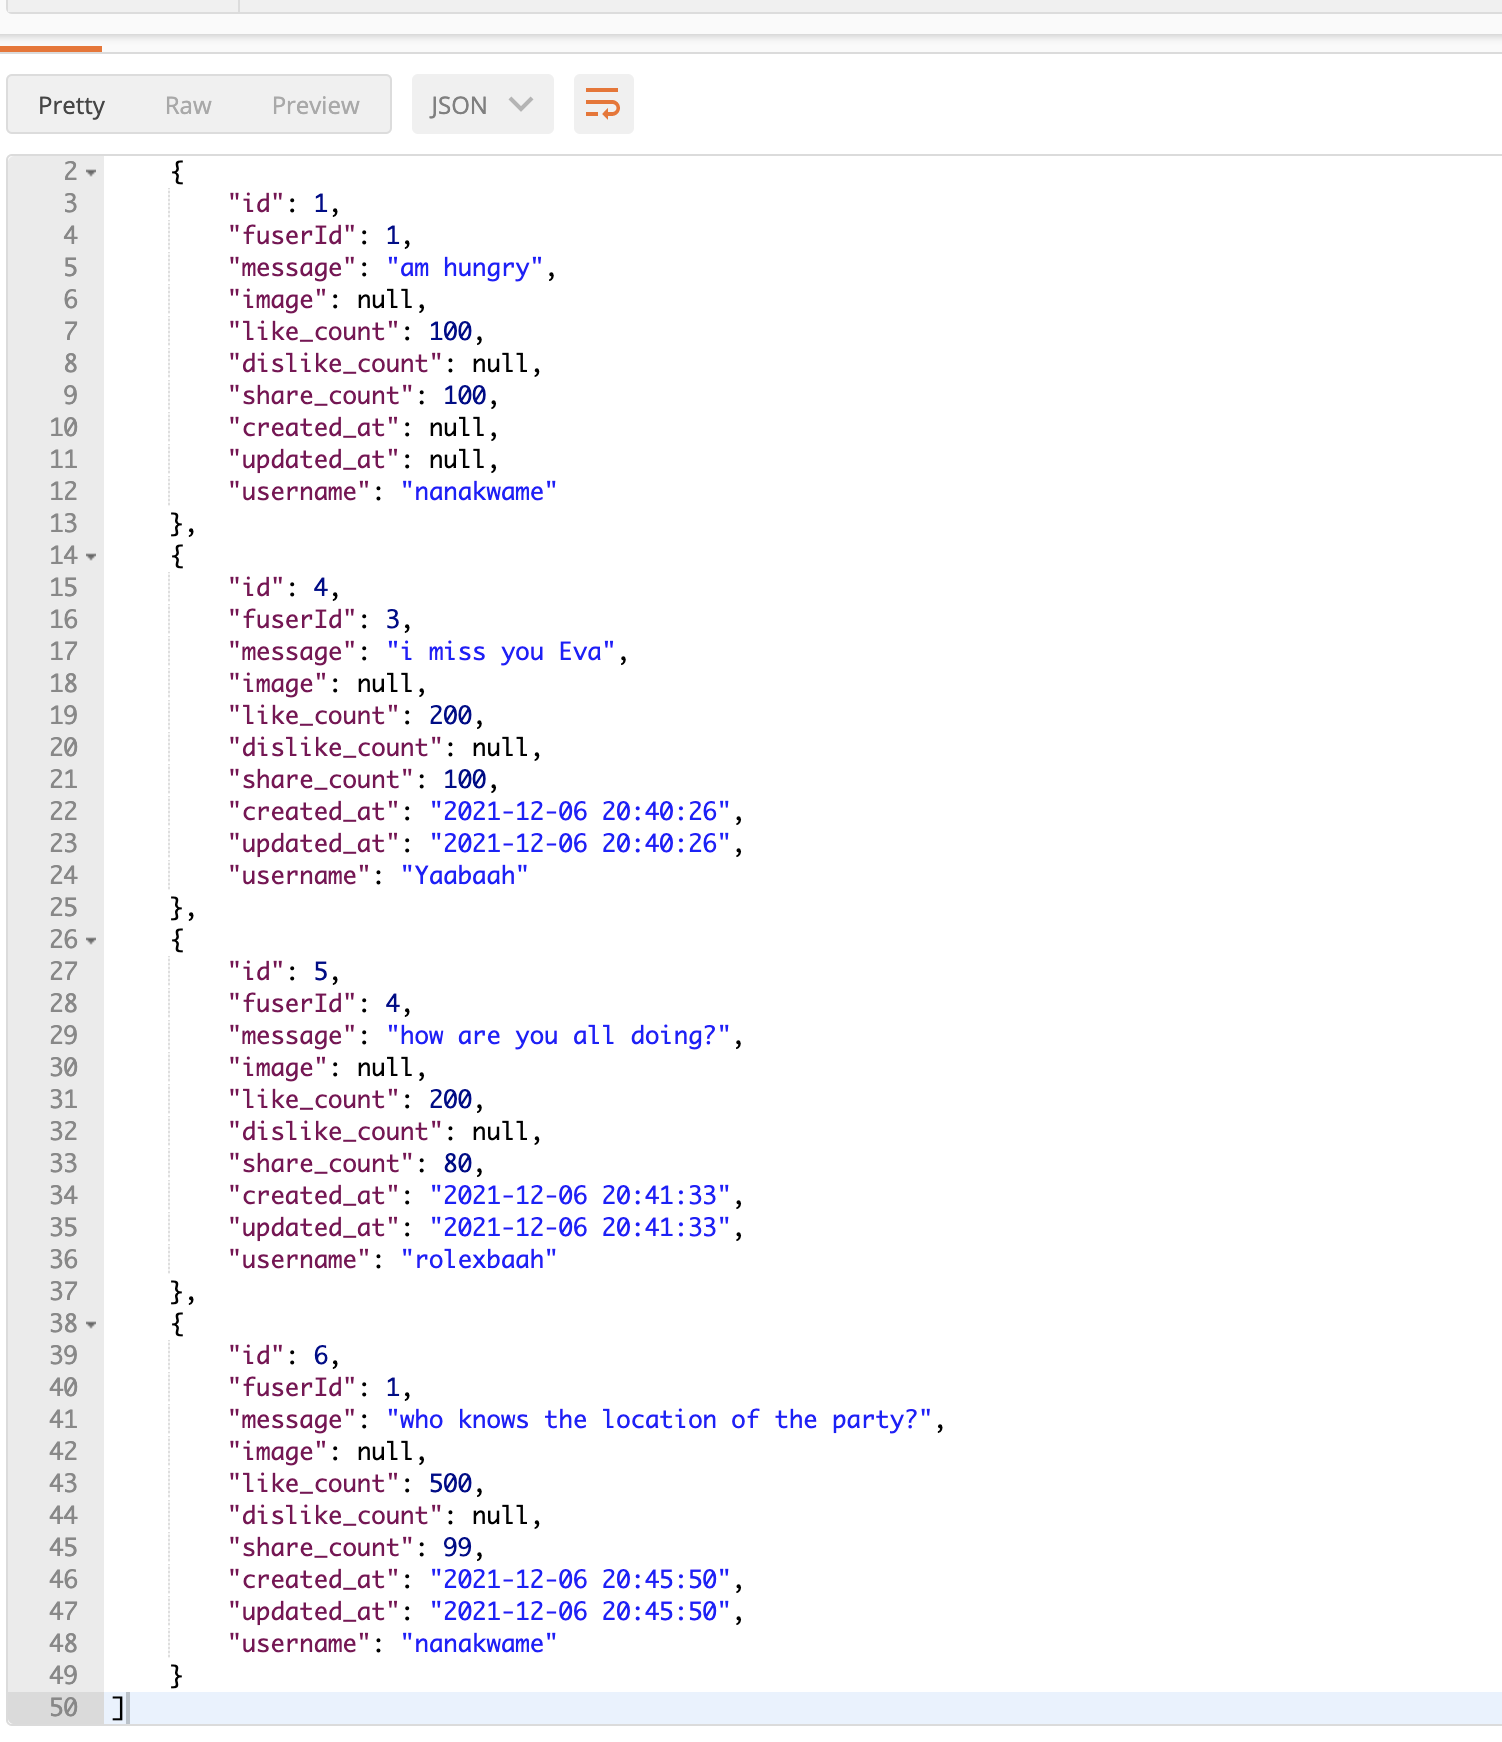 Pretty Raw Preview JSON
2 {
3 "id": 1,
4 "fuserId": 1,
5 "message": "am hungry",
6 "image": null,
7 "like_count": 100,
8 "dislike_count": null,
9 "share_count": 100,
10 "created_at": null,
11 "updated_at": null,
12 "username": "nanakwame"
13 },
14 {
15 "id": 4,
16 "fuserId": 3,
17 "message": "i miss you Eva",
18 "image": null,
19 "like_count": 200,
20 "dislike_count": null,
21 "share_count": 100,
22 "created_at": "2021-12-06 20:40:26",
23 "updated_at": "2021-12-06 20:40:26",
24 "username": "Yaabaah"
25 },
26 {
27 "id": 5,
28 "fuserId": 4,
29 "message": "how are you all doing?",
30 "image": null,
31 "like_count": 200,
32 "dislike_count": null,
33 "share_count": 80,
34 "created_at": "2021-12-06 20:41:33",
35 "updated_at": "2021-12-06 20:41:33",
36 "username": "rolexbaah"
37 },
38 {
39 "id": 6,
40 "fuserId": 1,
41 "message": "who knows the location of the party?",
42 "image": null,
43 "like_count": 500,
44 "dislike_count": null,
45 "share_count": 99,
46 "created_at": "2021-12-06 20:45:50",
47 "updated_at": "2021-12-06 20:45:50",
48 "username": "nanakwame"
49 }
50 ]